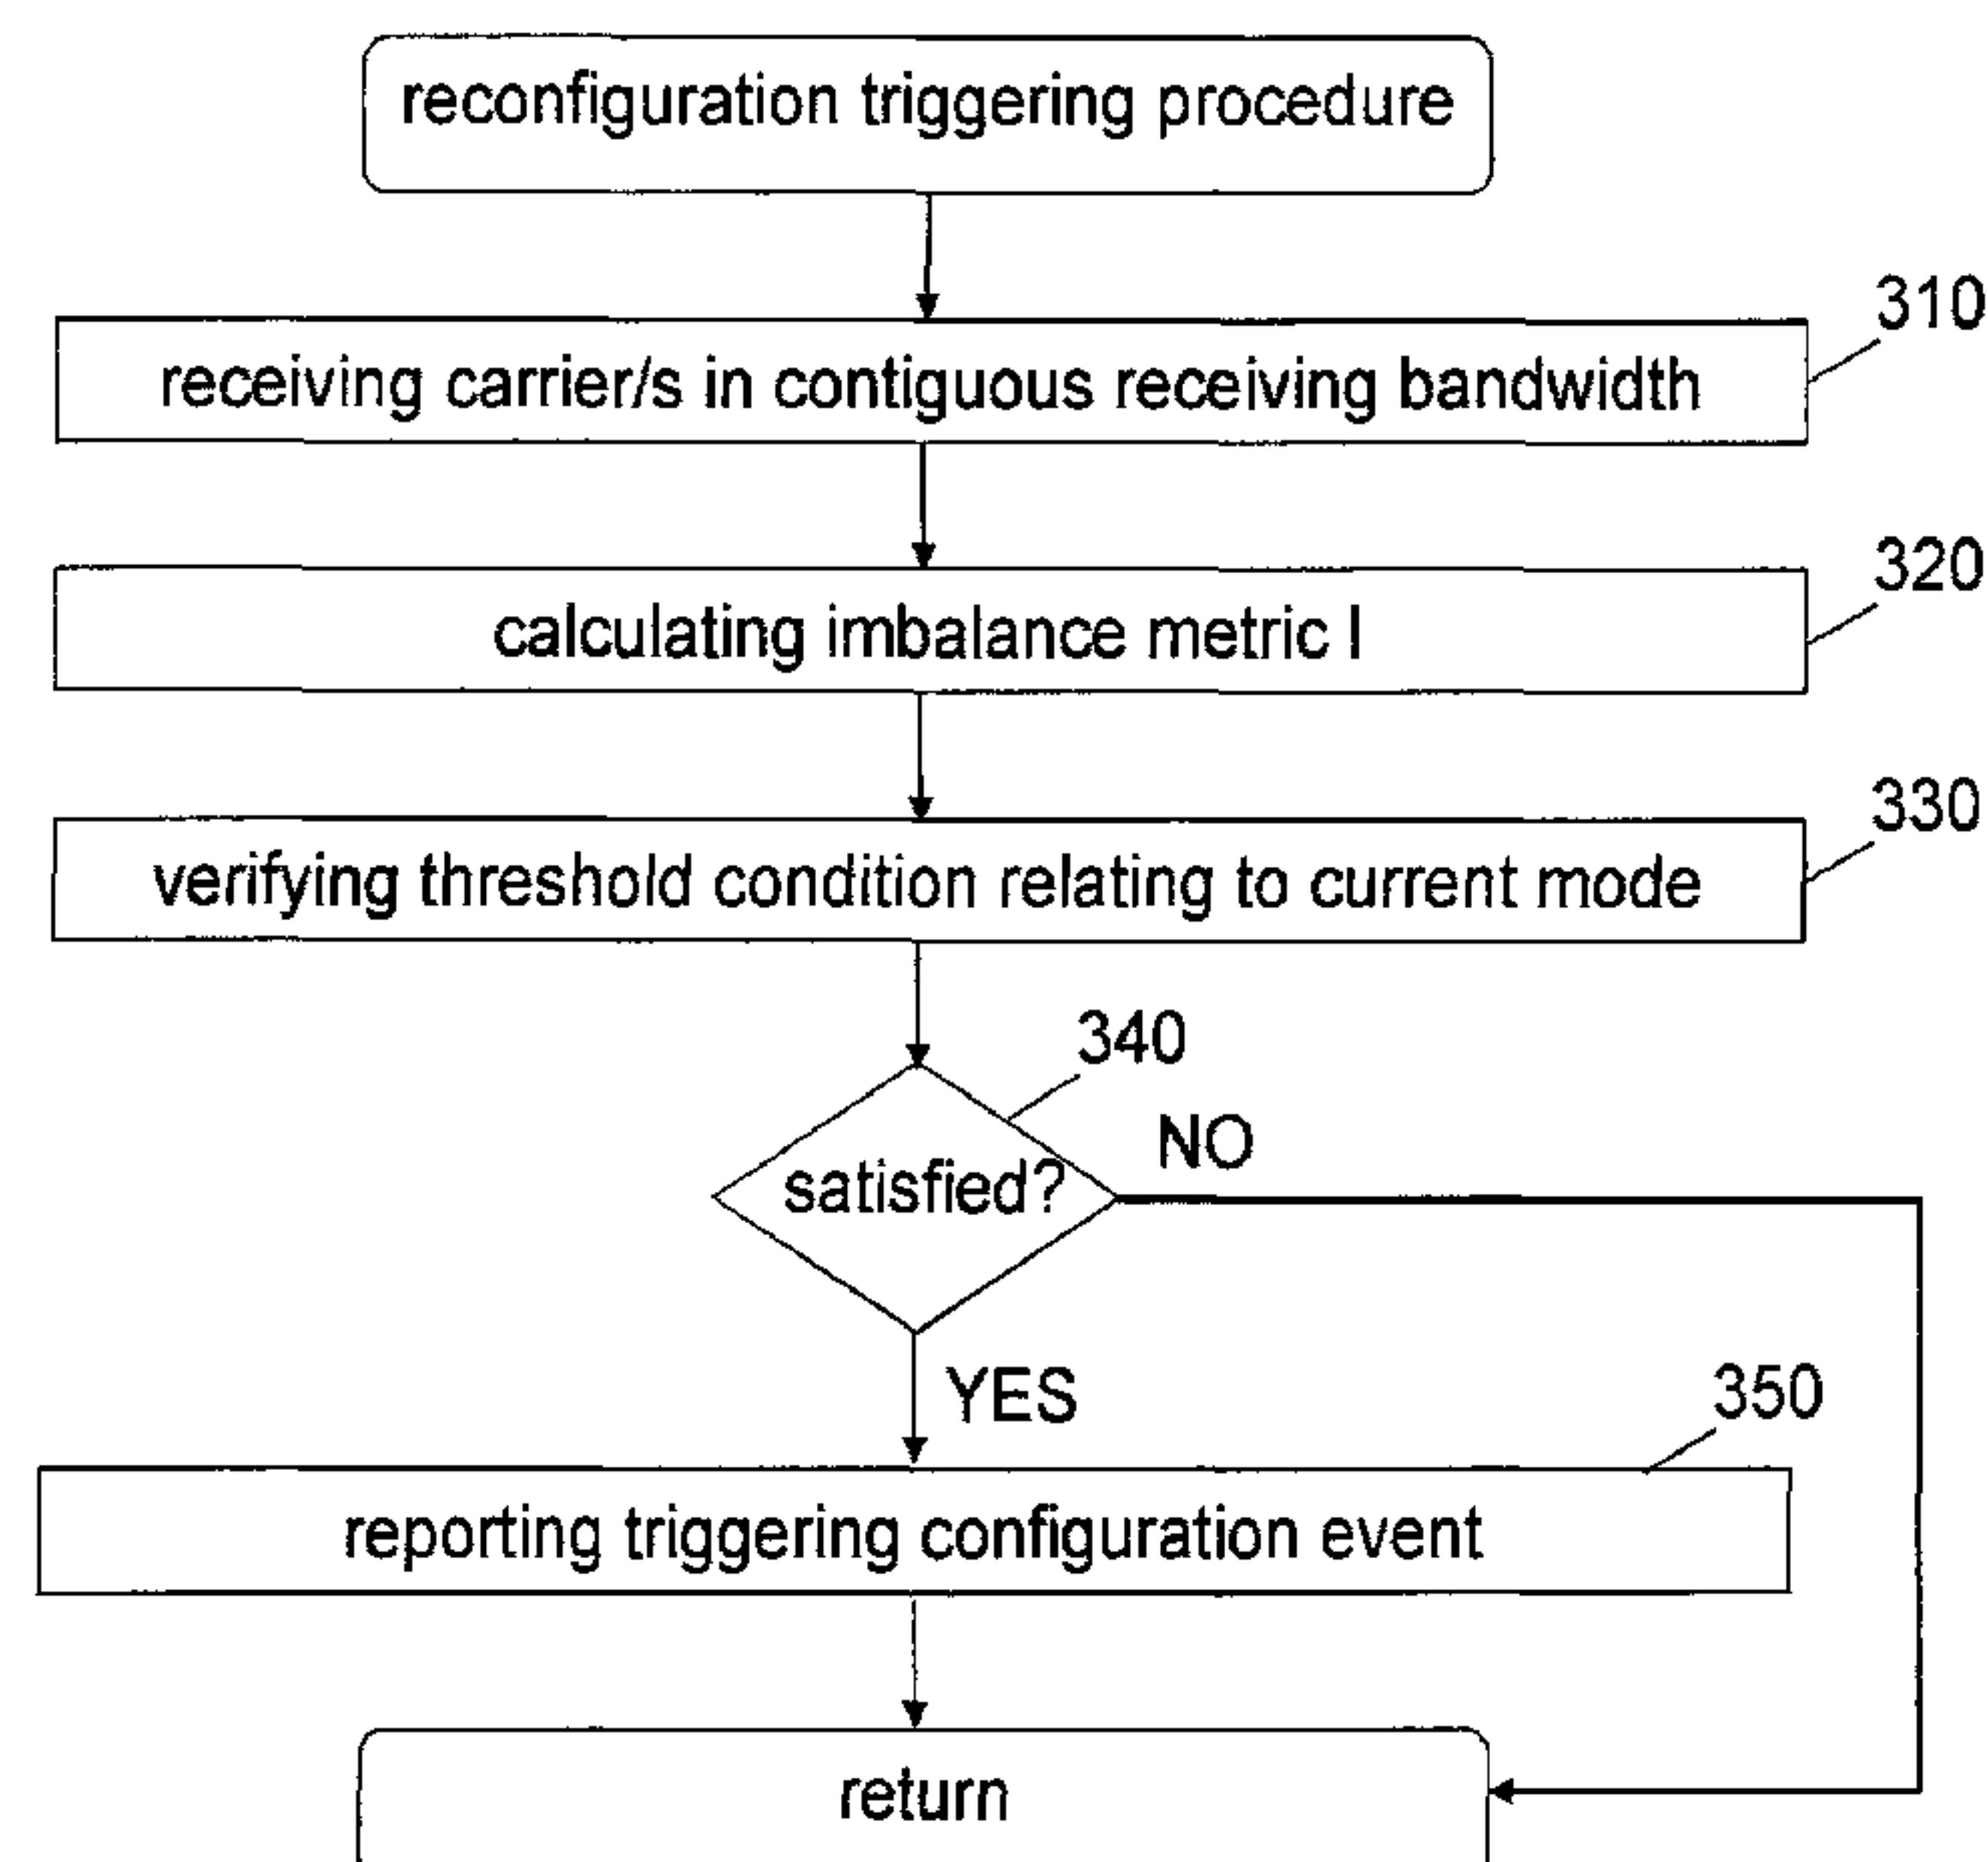 reconfiguration triggering procedure
310
receiving carrier/s in contiguous receiving bandwidth
320
calculating imbalance metric I
330
verifying threshold condition relating to current mode
340
NO
satisfied?
YES
350
reporting triggering configuration event
return